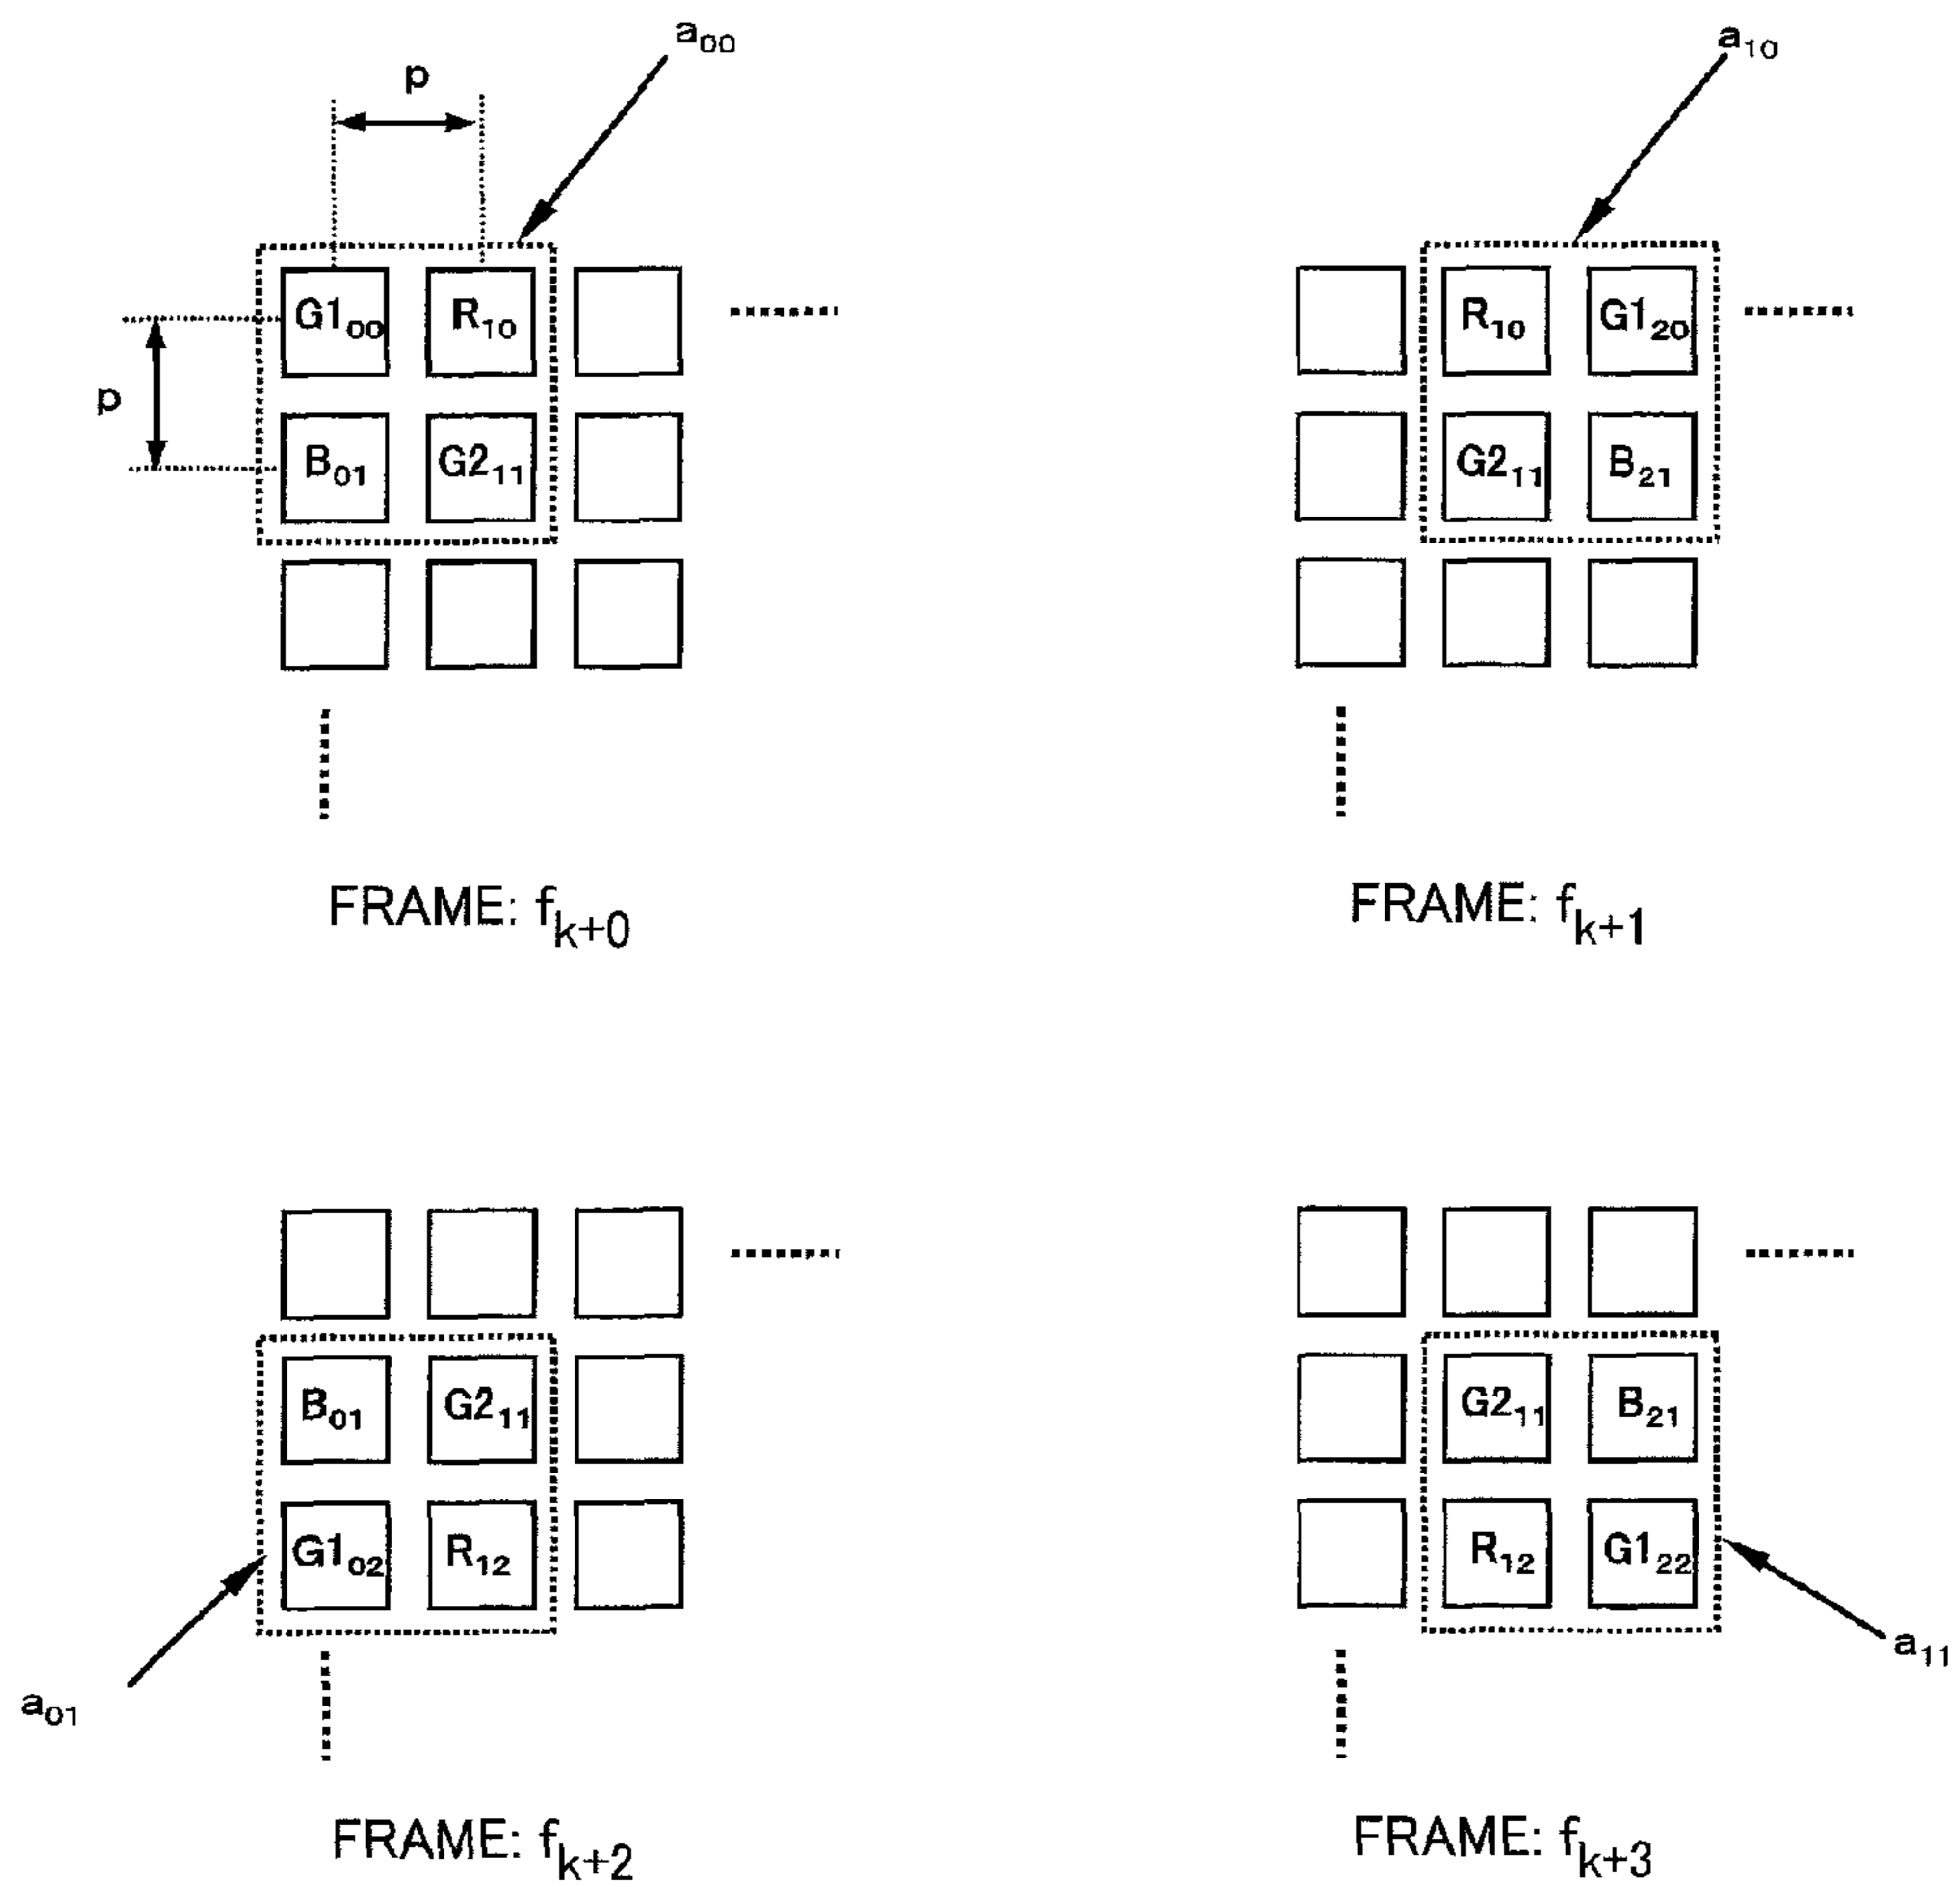 a₀₀
p
p
G1₀₀ R₁₀
B₀₁ G2₁₁
FRAME: fₖ₊₀
a₁₀
R₁₀ G1₂₀
G2₁₁ B₂₁
FRAME: fₖ₊₁
B₀₁ G2₁₁
G1₀₂ R₁₂
a₀₁
FRAME: fₖ₊₂
G2₁₁ B₂₁
R₁₂ G1₂₂
a₁₁
FRAME: fₖ₊₃